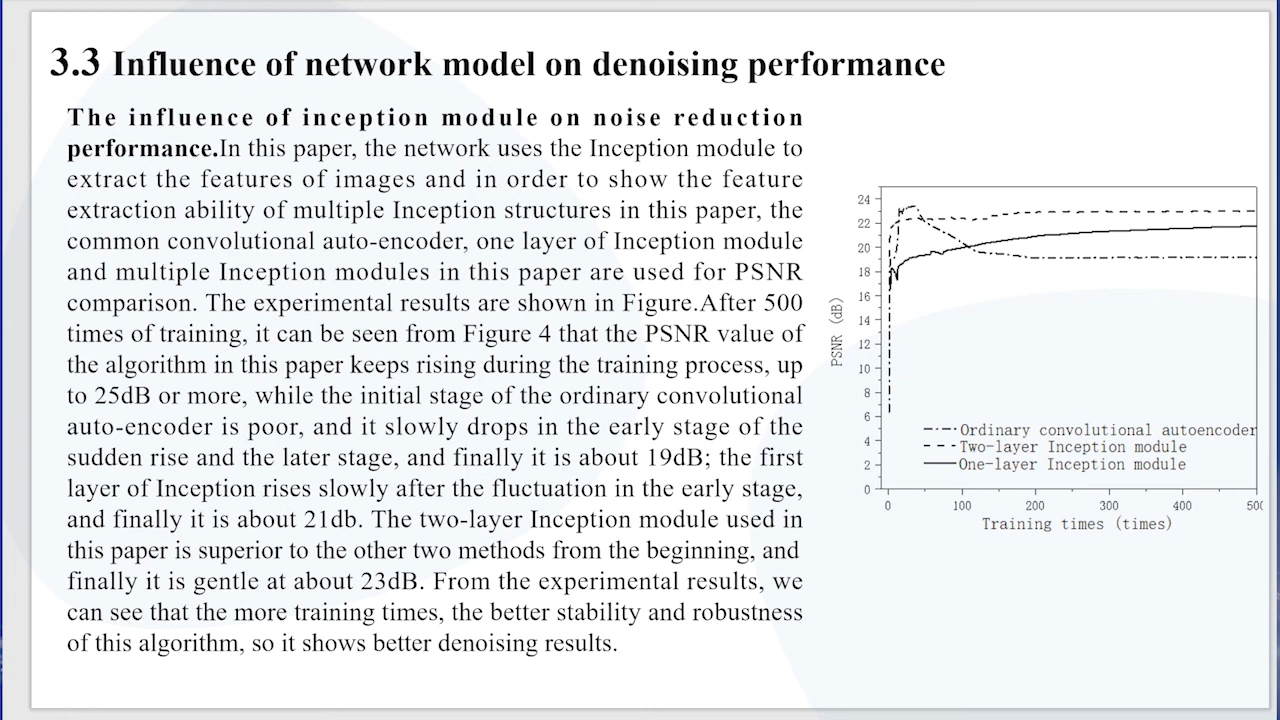 3.3 Influence of network model on denoising performance
The influence of inception module on noise reduction
performance.In this paper, the network uses the Inception module to
extract the features of images and in order to show the feature
extraction ability of multiple Inception structures in this paper, the
common convolutional auto-encoder, one layer of Inception module
and multiple Inception modules in this paper are used for PSNR
comparison. The experimental results are shown in Figure.After 500
times of training, it can be seen from Figure 4 that the PSNR value of
the algorithm in this paper keeps rising during the training process, up
to 25dB or more, while the initial stage of the ordinary convolutional
auto-encoder is poor, and it slowly drops in the early stage of the
sudden rise and the later stage, and finally it is about 19dB; the first
layer of Inception rises slowly after the fluctuation in the early stage,
and finally it is about 21db. The two-layer Inception module used in
this paper is superior to the other two methods from the beginning, and
finally it is gentle at about 23dB. From the experimental results, we
can see that the more training times, the better stability and robustness
of this algorithm, so it shows better denoising results.
PSNR (dB)
24
22
20
18
16
14
12
10
8
6
4
2
0
Ordinary convolutional autoencoder
Two-layer Inception module
One-layer Inception module
0 100 200 300 400 500
Training times (times)